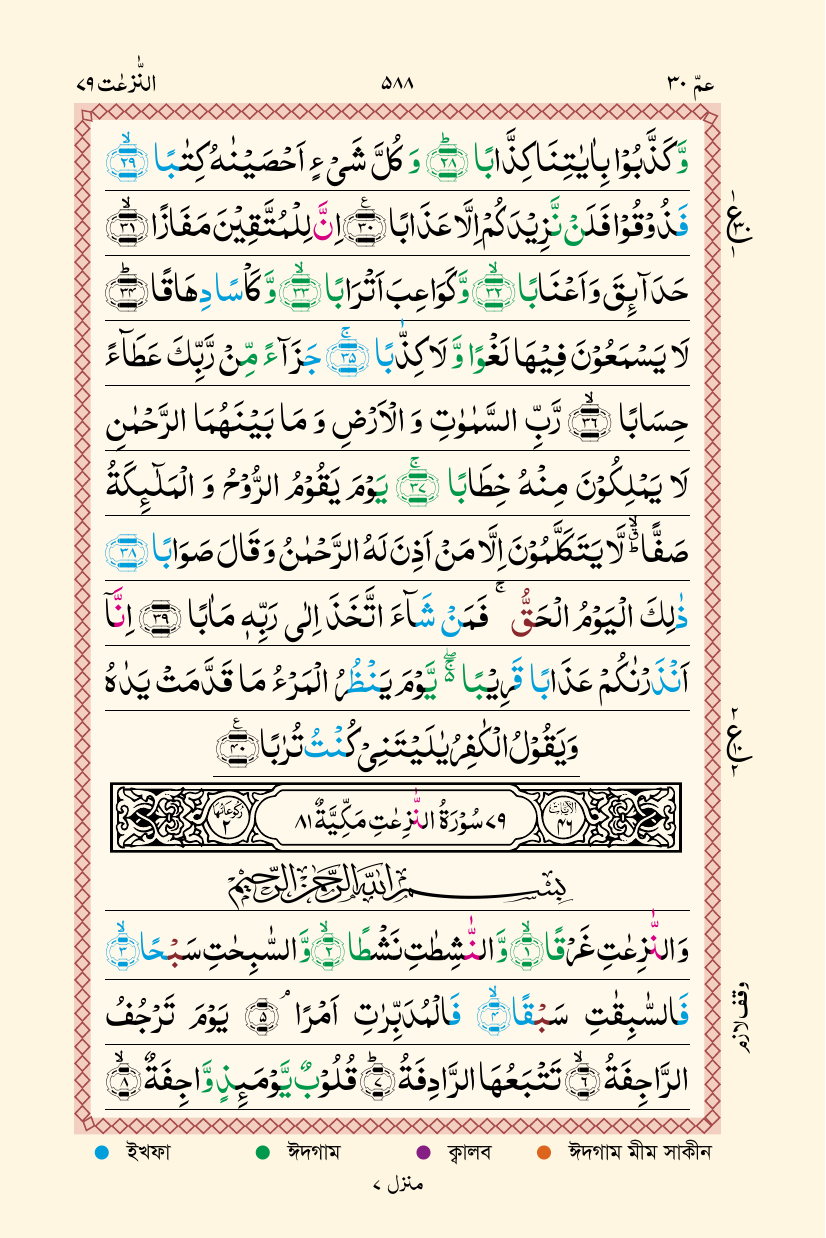 النّٰزعٰت ٧٩ ٥٨٨ عمّ ٣٠
وَّكَذَّبُوْا بِاٰيٰتِنَا كِذَّابًا ۙ﴿٢٨﴾ وَ كُلَّ شَىْءٍ اَحْصَيْنٰهُ كِتٰبًا ۙ﴿٢٩﴾
فَذُوْقُوْا فَلَنْ نَّزِيْدَكُمْ اِلَّا عَذَابًا ﴿٣٠﴾ اِنَّ لِلْمُتَّقِيْنَ مَفَازًا ۙ﴿٣١﴾
حَدَآئِقَ وَ اَعْنَابًا ۙ﴿٣٢﴾ وَّكَوَاعِبَ اَتْرَابًا ۙ﴿٣٣﴾ وَّ كَاْسًا دِهَاقًا ؕ﴿٣٤﴾
لَا يَسْمَعُوْنَ فِيْهَا لَغْوًا وَّ لَا كِذّٰبًا ۚ﴿٣٥﴾ جَزَآءً مِّنْ رَّبِّكَ عَطَآءً
حِسَابًا ۙ﴿٣٦﴾ رَّبِّ السَّمٰوٰتِ وَ الْاَرْضِ وَ مَا بَيْنَهُمَا الرَّحْمٰنِ
لَا يَمْلِكُوْنَ مِنْهُ خِطَابًا ۚ﴿٣٧﴾ يَوْمَ يَقُوْمُ الرُّوْحُ وَ الْمَلٰٓئِكَةُ
صَفًّا ۙؕۗ لَّا يَتَكَلَّمُوْنَ اِلَّا مَنْ اَذِنَ لَهُ الرَّحْمٰنُ وَ قَالَ صَوَابًا ﴿٣٨﴾
ذٰلِكَ الْيَوْمُ الْحَقُّ ۚ فَمَنْ شَآءَ اتَّخَذَ اِلٰى رَبِّهٖ مَاٰبًا ﴿٣٩﴾ اِنَّاۤ
اَنْذَرْنٰكُمْ عَذَابًا قَرِيْبًا ۬ۚۖ يَّوْمَ يَنْظُرُ الْمَرْءُ مَا قَدَّمَتْ يَدٰهُ
وَيَقُوْلُ الْكٰفِرُ يٰلَيْتَنِىْ كُنْتُ تُرٰبًا ﴿٤٠﴾
اٰیاتها ٤٦ ٧٩ سُوْرَةُ النّٰزِعٰتِ مَكِّيَّةٌ ٨١ رکوعاتها ٢
بِسْمِ اللّٰهِ الرَّحْمٰنِ الرَّحِيْمِ
وَالنّٰزِعٰتِ غَرْقًا ۙ﴿١﴾ وَّ النّٰشِطٰتِ نَشْطًا ۙ﴿٢﴾ وَّ السّٰبِحٰتِ سَبْحًا ۙ﴿٣﴾
فَالسّٰبِقٰتِ سَبْقًا ۙ﴿٤﴾ فَالْمُدَبِّرٰتِ اَمْرًا ۘ﴿٥﴾ يَوْمَ تَرْجُفُ
الرَّاجِفَةُ ۙ﴿٦﴾ تَتْبَعُهَا الرَّادِفَةُ ؕ﴿٧﴾ قُلُوْبٌ يَّوْمَئِذٍ وَّاجِفَةٌ ۙ﴿٨﴾
ع ٣٠ ١
٢ ع ٢
وقف لازم
ইখফা ঈদগাম ক্বালব ঈদগাম মীম সাকীন
منزل ٧